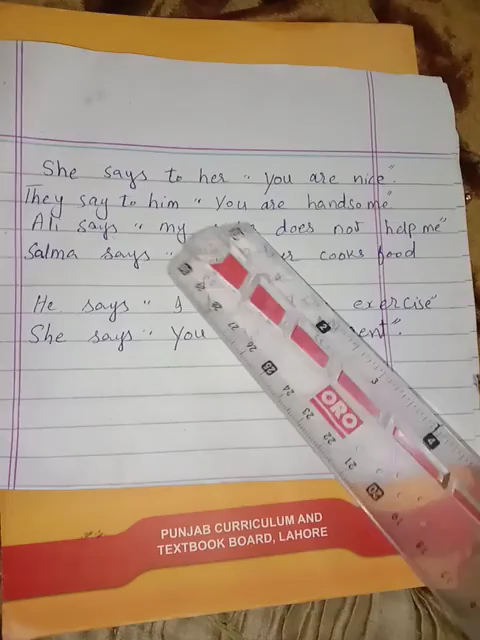 She says to her " you are nice".
They say to him " you are handsome"
Ali says " my does not help me"
Salma says " cooks food
He says " I exercise"
She says " You
ORO
PUNJAB CURRICULUM AND
TEXTBOOK BOARD, LAHORE